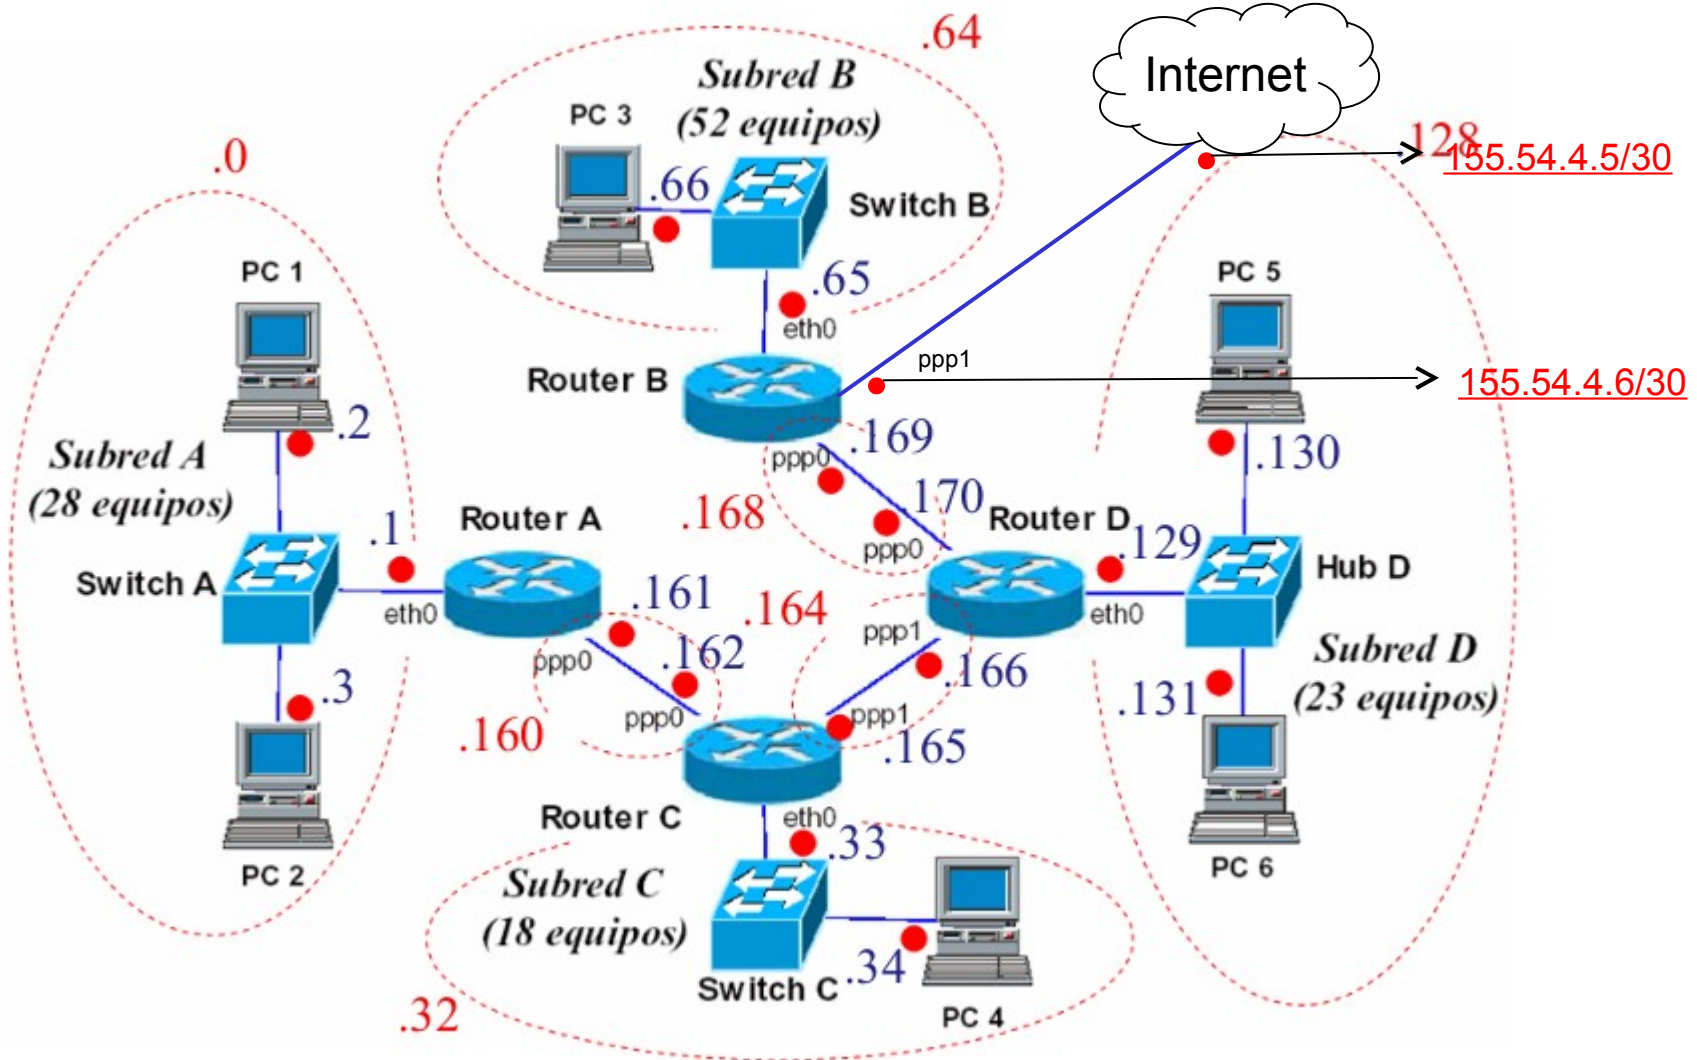 .64
Internet
Subred B
(52 equipos)
PC 3
.128
155.54.4.5/30
.0
.66
Switch B
PC 1
.65
eth0
PC 5
Router B
ppp1
155.54.4.6/30
.2
.169
ppp0
.130
Subred A
(28 equipos)
.168
.170
Router A
Router D
.1
.129
ppp0
Switch A
eth0
eth0
Hub D
.161
.164
ppp1
ppp0
.162
.166
Subred D
(23 equipos)
.3
.131
ppp0
ppp1
.160
.165
Router C
eth0
.33
PC 2
PC 6
Subred C
(18 equipos)
.34
Switch C
.32
PC 4